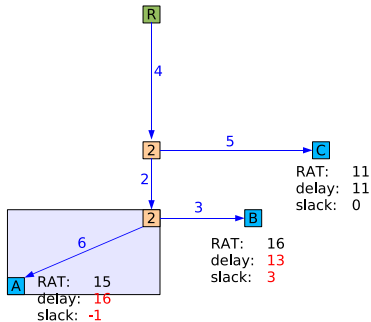 R
4
2
5
C
RAT: 11
delay: 11
slack: 0
2
2
3
B
RAT: 16
delay: 13
slack: 3
6
A
RAT: 15
delay: 16
slack: -1